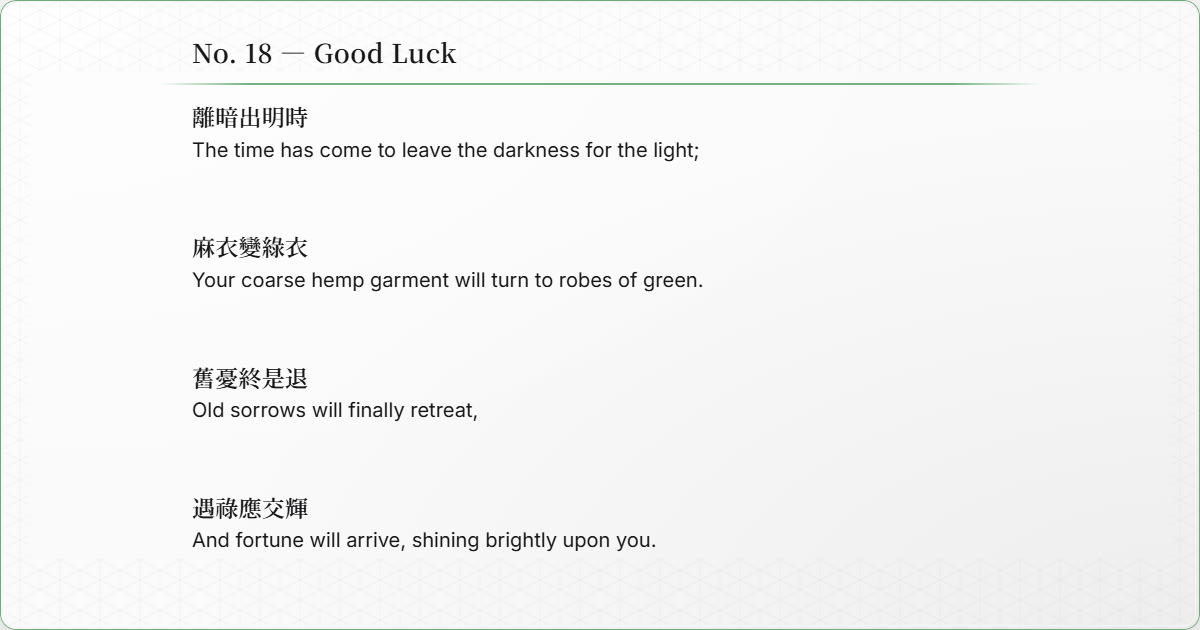 No. 18 — Good Luck
離暗出明時
The time has come to leave the darkness for the light;
麻衣變綠衣
Your coarse hemp garment will turn to robes of green.
舊憂終是退
Old sorrows will finally retreat,
遇祿應交輝
And fortune will arrive, shining brightly upon you.